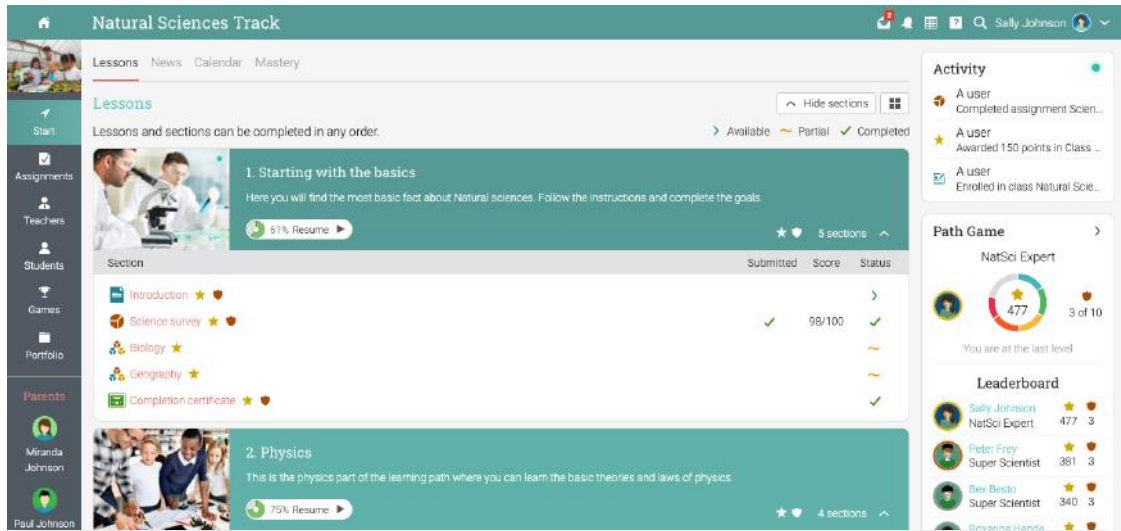 Natural Sciences Track
2
?
Sally Johnson
Start
Assignments
Teachers
Students
Games
Portfolio
Parents
Miranda
Johnson
Paul Johnson
Lessons News Calendar Mastery
Lessons
Hide sections
Lessons and sections can be completed in any order.
Available Partial Completed
1. Starting with the basics
Here you will find the most basic fact about Natural sciences. Follow the instructions and complete the goals.
61% Resume
5 sections
Section Submitted Score Status
Introduction
Science survey 98/100
Biology
Geography
Completion certificate
2. Physics
This is the physics part of the learning path where you can learn the basic theories and laws of physics.
75% Resume
4 sections
Activity
A user
Completed assignment Scien...
A user
Awarded 150 points in Class ...
A user
Enrolled in class Natural Scie...
Path Game
NatSci Expert
477
3 of 10
You are at the last level
Leaderboard
Sally Johnson
NatSci Expert 477 3
Peter Frey
Super Scientist 381 3
Bex Besto
Super Scientist 340 3